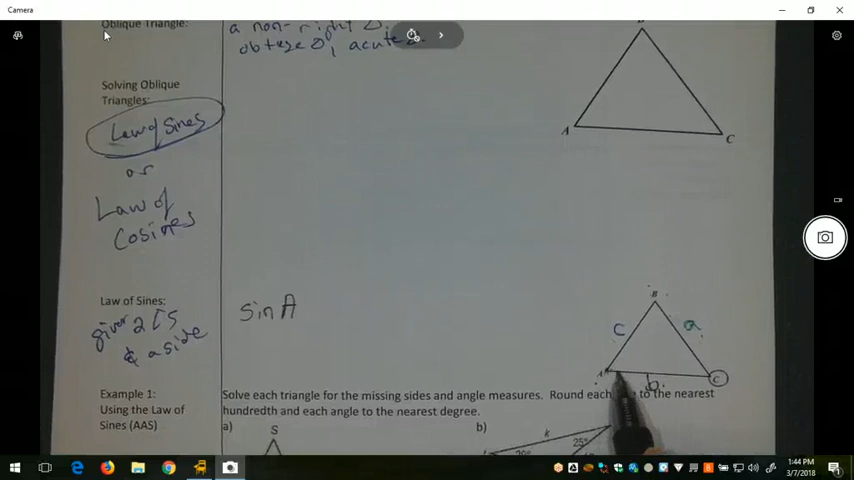 Camera
Oblique Triangle:
a non-right △.
obtuse △, acute △.
Solving Oblique
Triangles:
Law of Sines
or
Law of
Cosines
A
C
Law of Sines:
given 2 ∠s
& a side
sin A
B
c
a
A
b
C
Example 1:
Using the Law of
Sines (AAS)
Solve each triangle for the missing sides and angle measures. Round each to the nearest
hundredth and each angle to the nearest degree.
a)
S
b)
k
25°
1:44 PM
3/7/2018